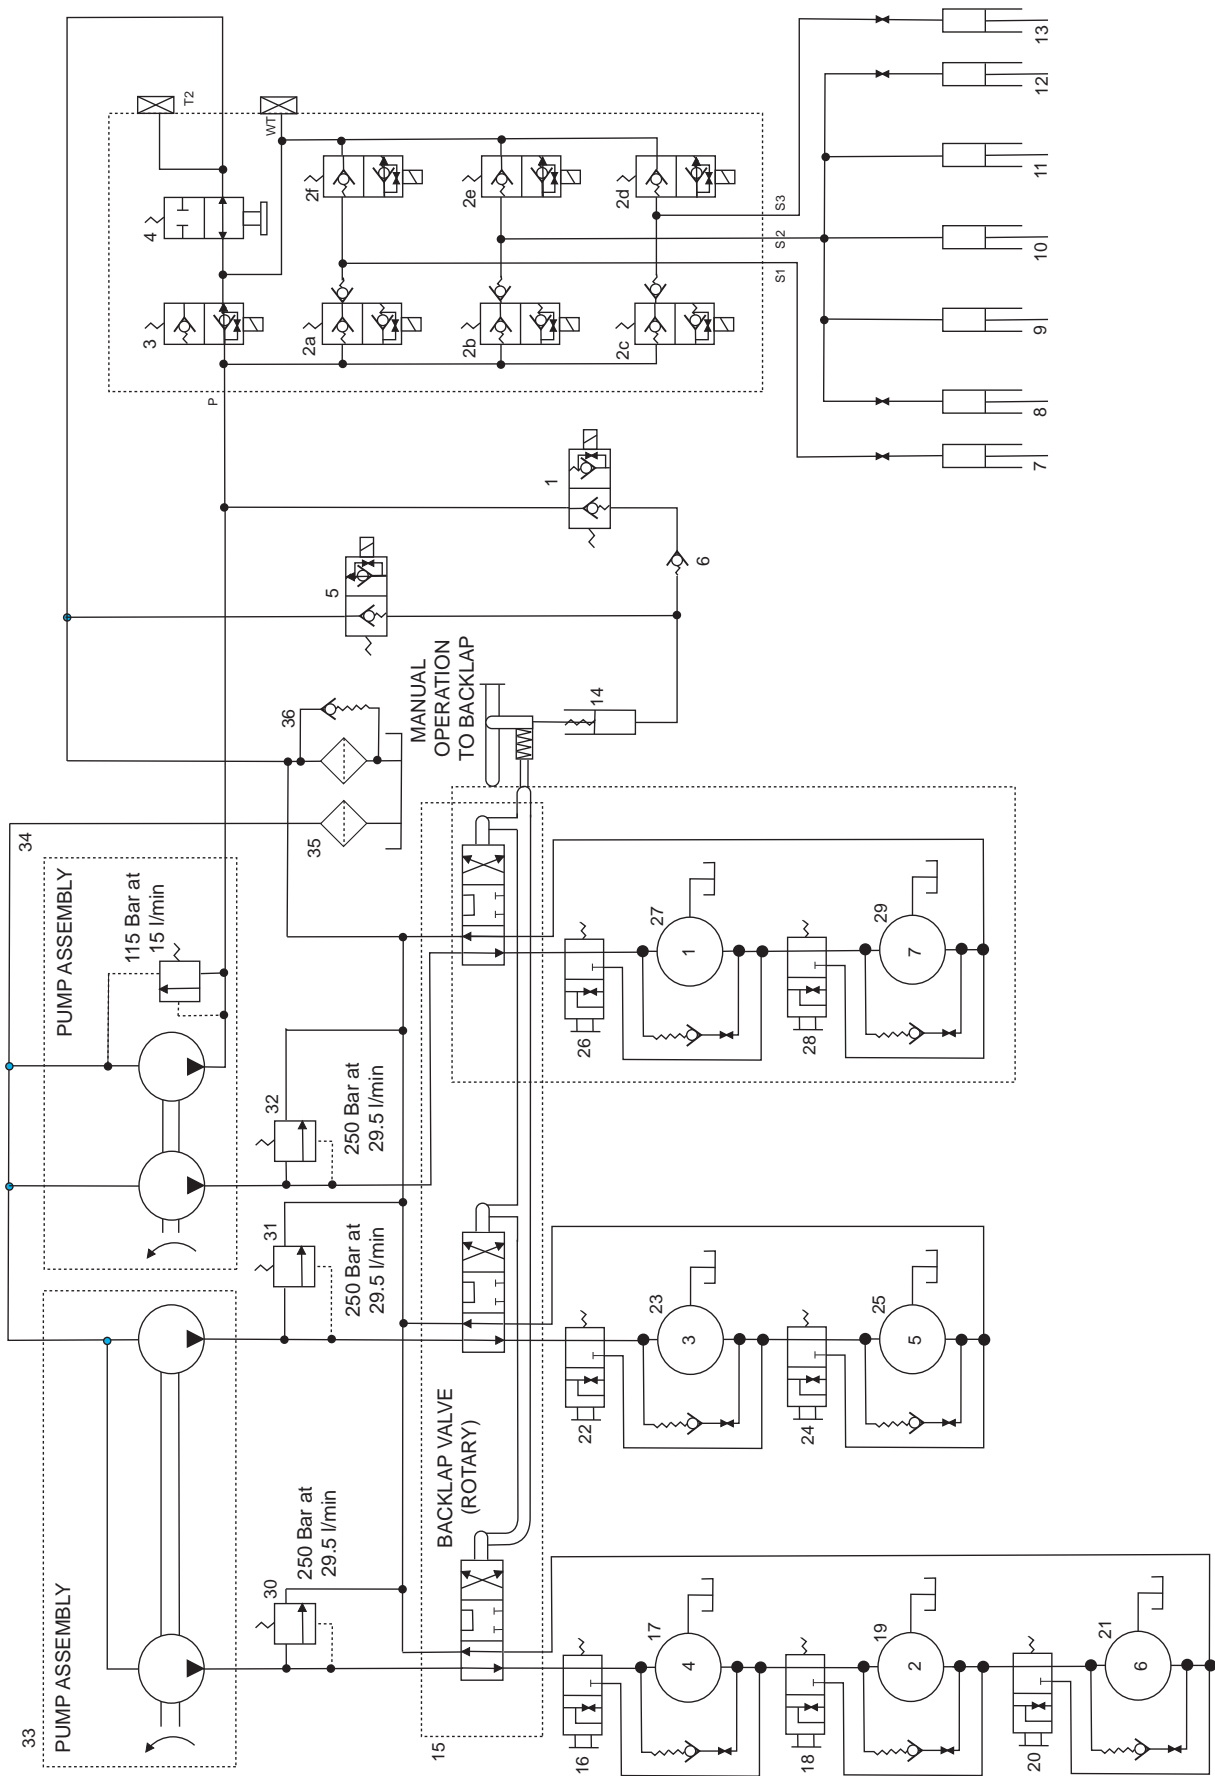 33
34
PUMP ASSEMBLY
PUMP ASSEMBLY
115 Bar at
15 l/min
3
4
T2
P
WT
30
31
32
36
250 Bar at
29.5 l/min
250 Bar at
29.5 l/min
250 Bar at
29.5 l/min
2a
2f
35
5
MANUAL
OPERATION
TO BACKLAP
15
BACKLAP VALVE
(ROTARY)
2b
2e
1
16
22
26
14
2c
2d
17
23
27
4
3
1
6
S1
S2
S3
18
24
28
19
25
29
2
5
7
20
7
8
9
10
11
12
13
21
6